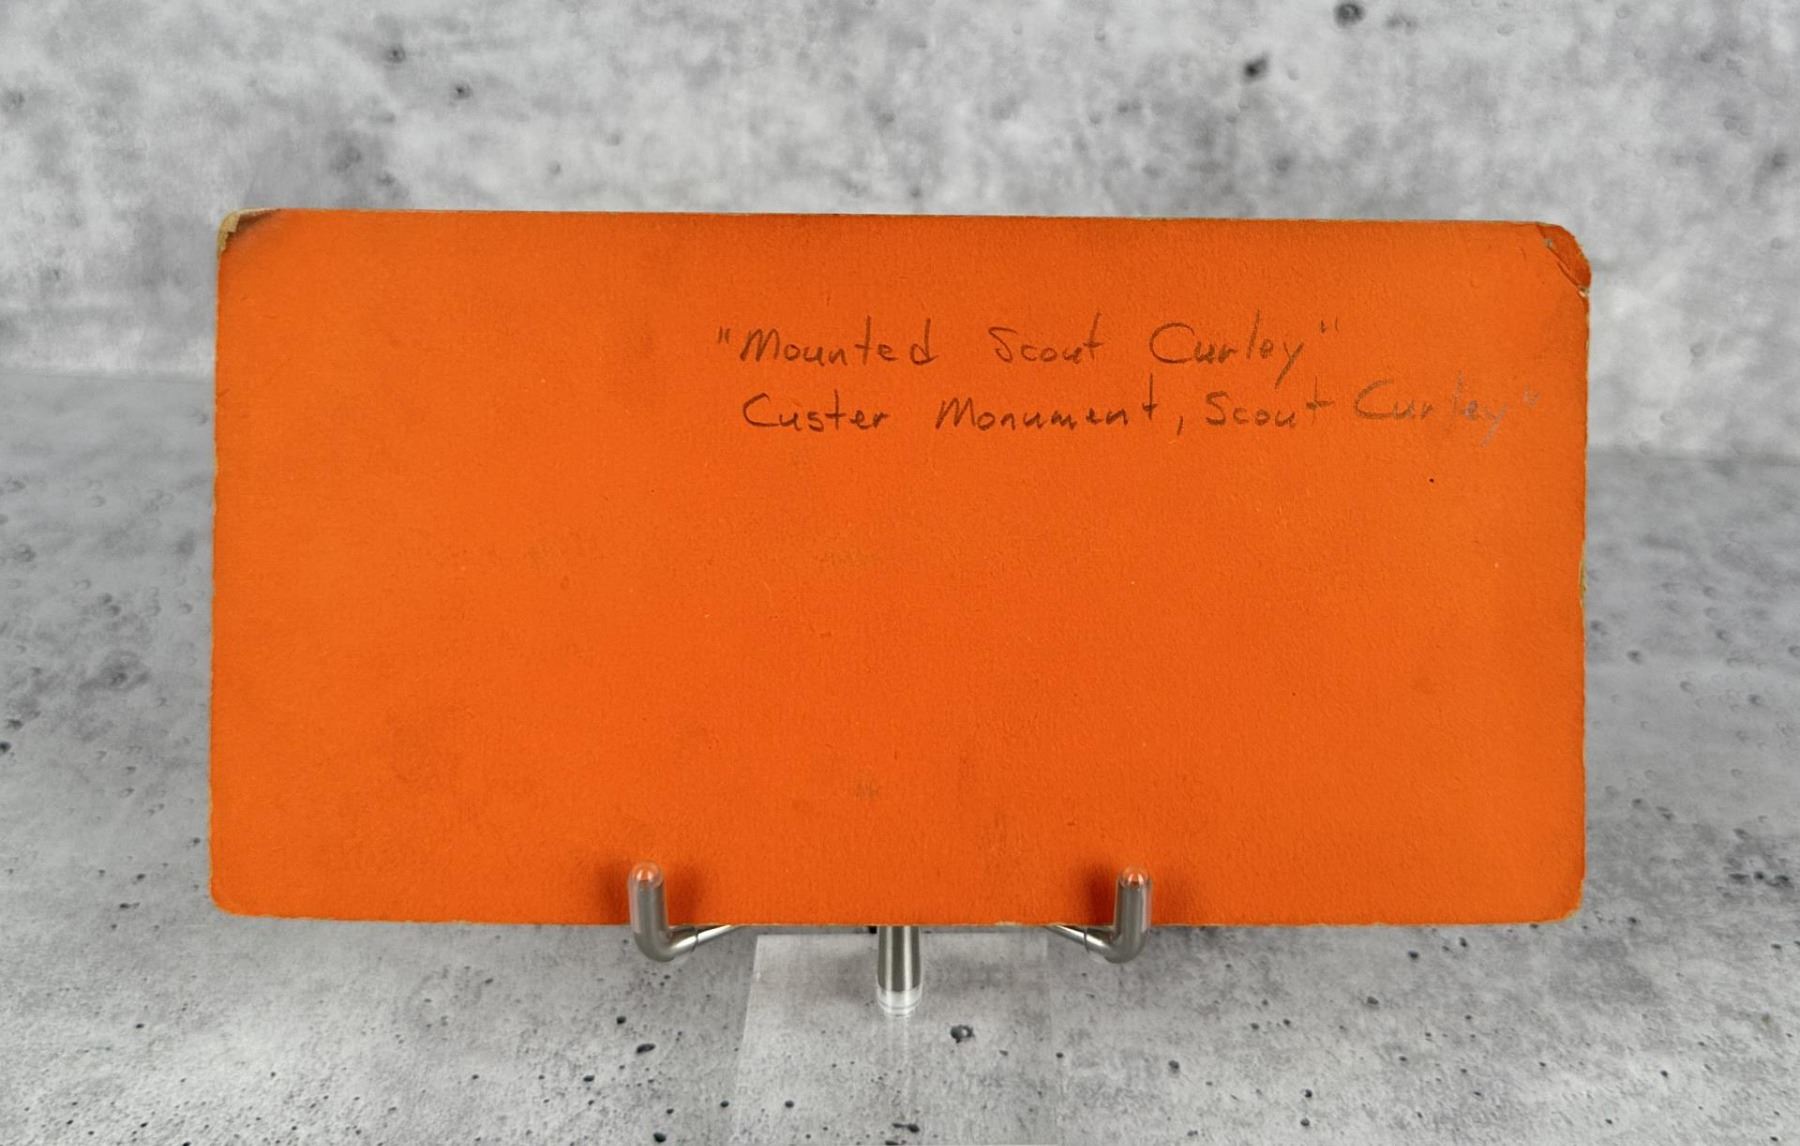 "Mounted Scout Curley"
Custer Monument, Scout Curley"